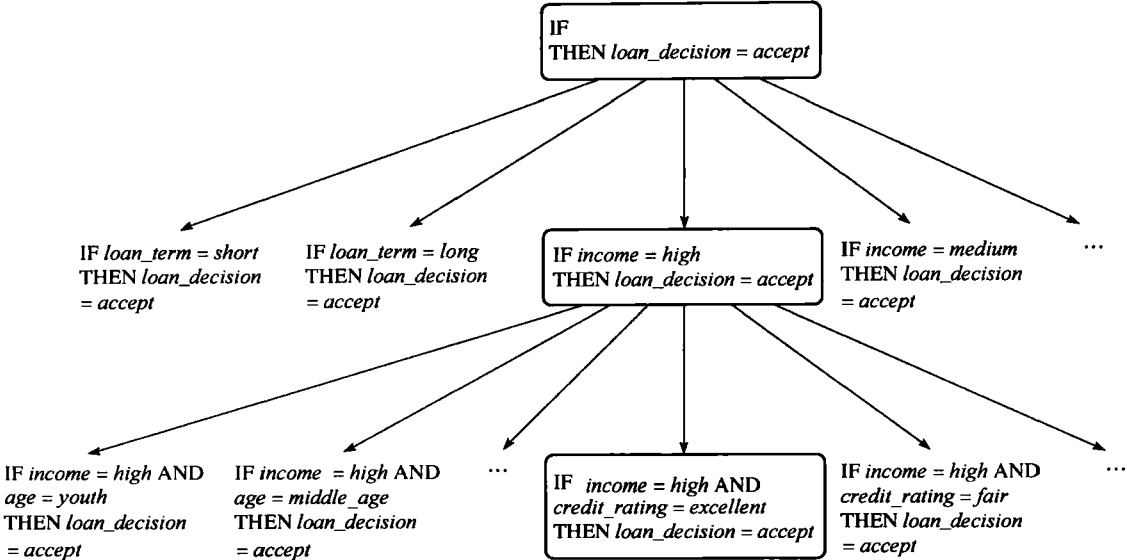 IF
THEN loan_decision = accept
IF loan_term = short
THEN loan_decision
= accept
IF loan_term = long
THEN loan_decision
= accept
IF income = high
THEN loan_decision = accept
IF income = medium
THEN loan_decision
= accept
...
IF income = high AND
age = youth
THEN loan_decision
= accept
IF income = high AND
age = middle_age
THEN loan_decision
= accept
...
IF income = high AND
credit_rating = excellent
THEN loan_decision = accept
IF income = high AND
credit_rating = fair
THEN loan_decision
= accept
...